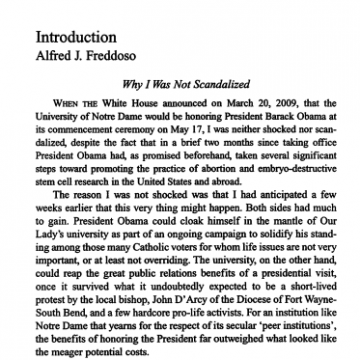 Introduction
Alfred J. Freddoso
Why I Was Not Scandalized
WHEN THE White House announced on March 20, 2009, that the
University of Notre Dame would be honoring President Barack Obama at
its commencement ceremony on May 17, I was neither shocked nor scan-
dalized, despite the fact that in a brief two months since taking office
President Obama had, as promised beforehand, taken several significant
steps toward promoting the practice of abortion and embryo-destructive
stem cell research in the United States and abroad.
The reason I was not shocked was that I had anticipated a few
weeks earlier that this very thing might happen. Both sides had much
to gain. President Obama could cloak himself in the mantle of Our
Lady's university as part of an ongoing campaign to solidify his stand-
ing among those many Catholic voters for whom life issues are not very
important, or at least not overriding. The university, on the other hand,
could reap the great public relations benefits of a presidential visit,
once it survived what it undoubtedly expected to be a short-lived
protest by the local bishop, John D'Arcy of the Diocese of Fort Wayne-
South Bend, and a few hardcore pro-life activists. For an institution like
Notre Dame that yearns for the respect of its secular 'peer institutions',
the benefits of honoring the President far outweighed what looked like
the meager potential costs.